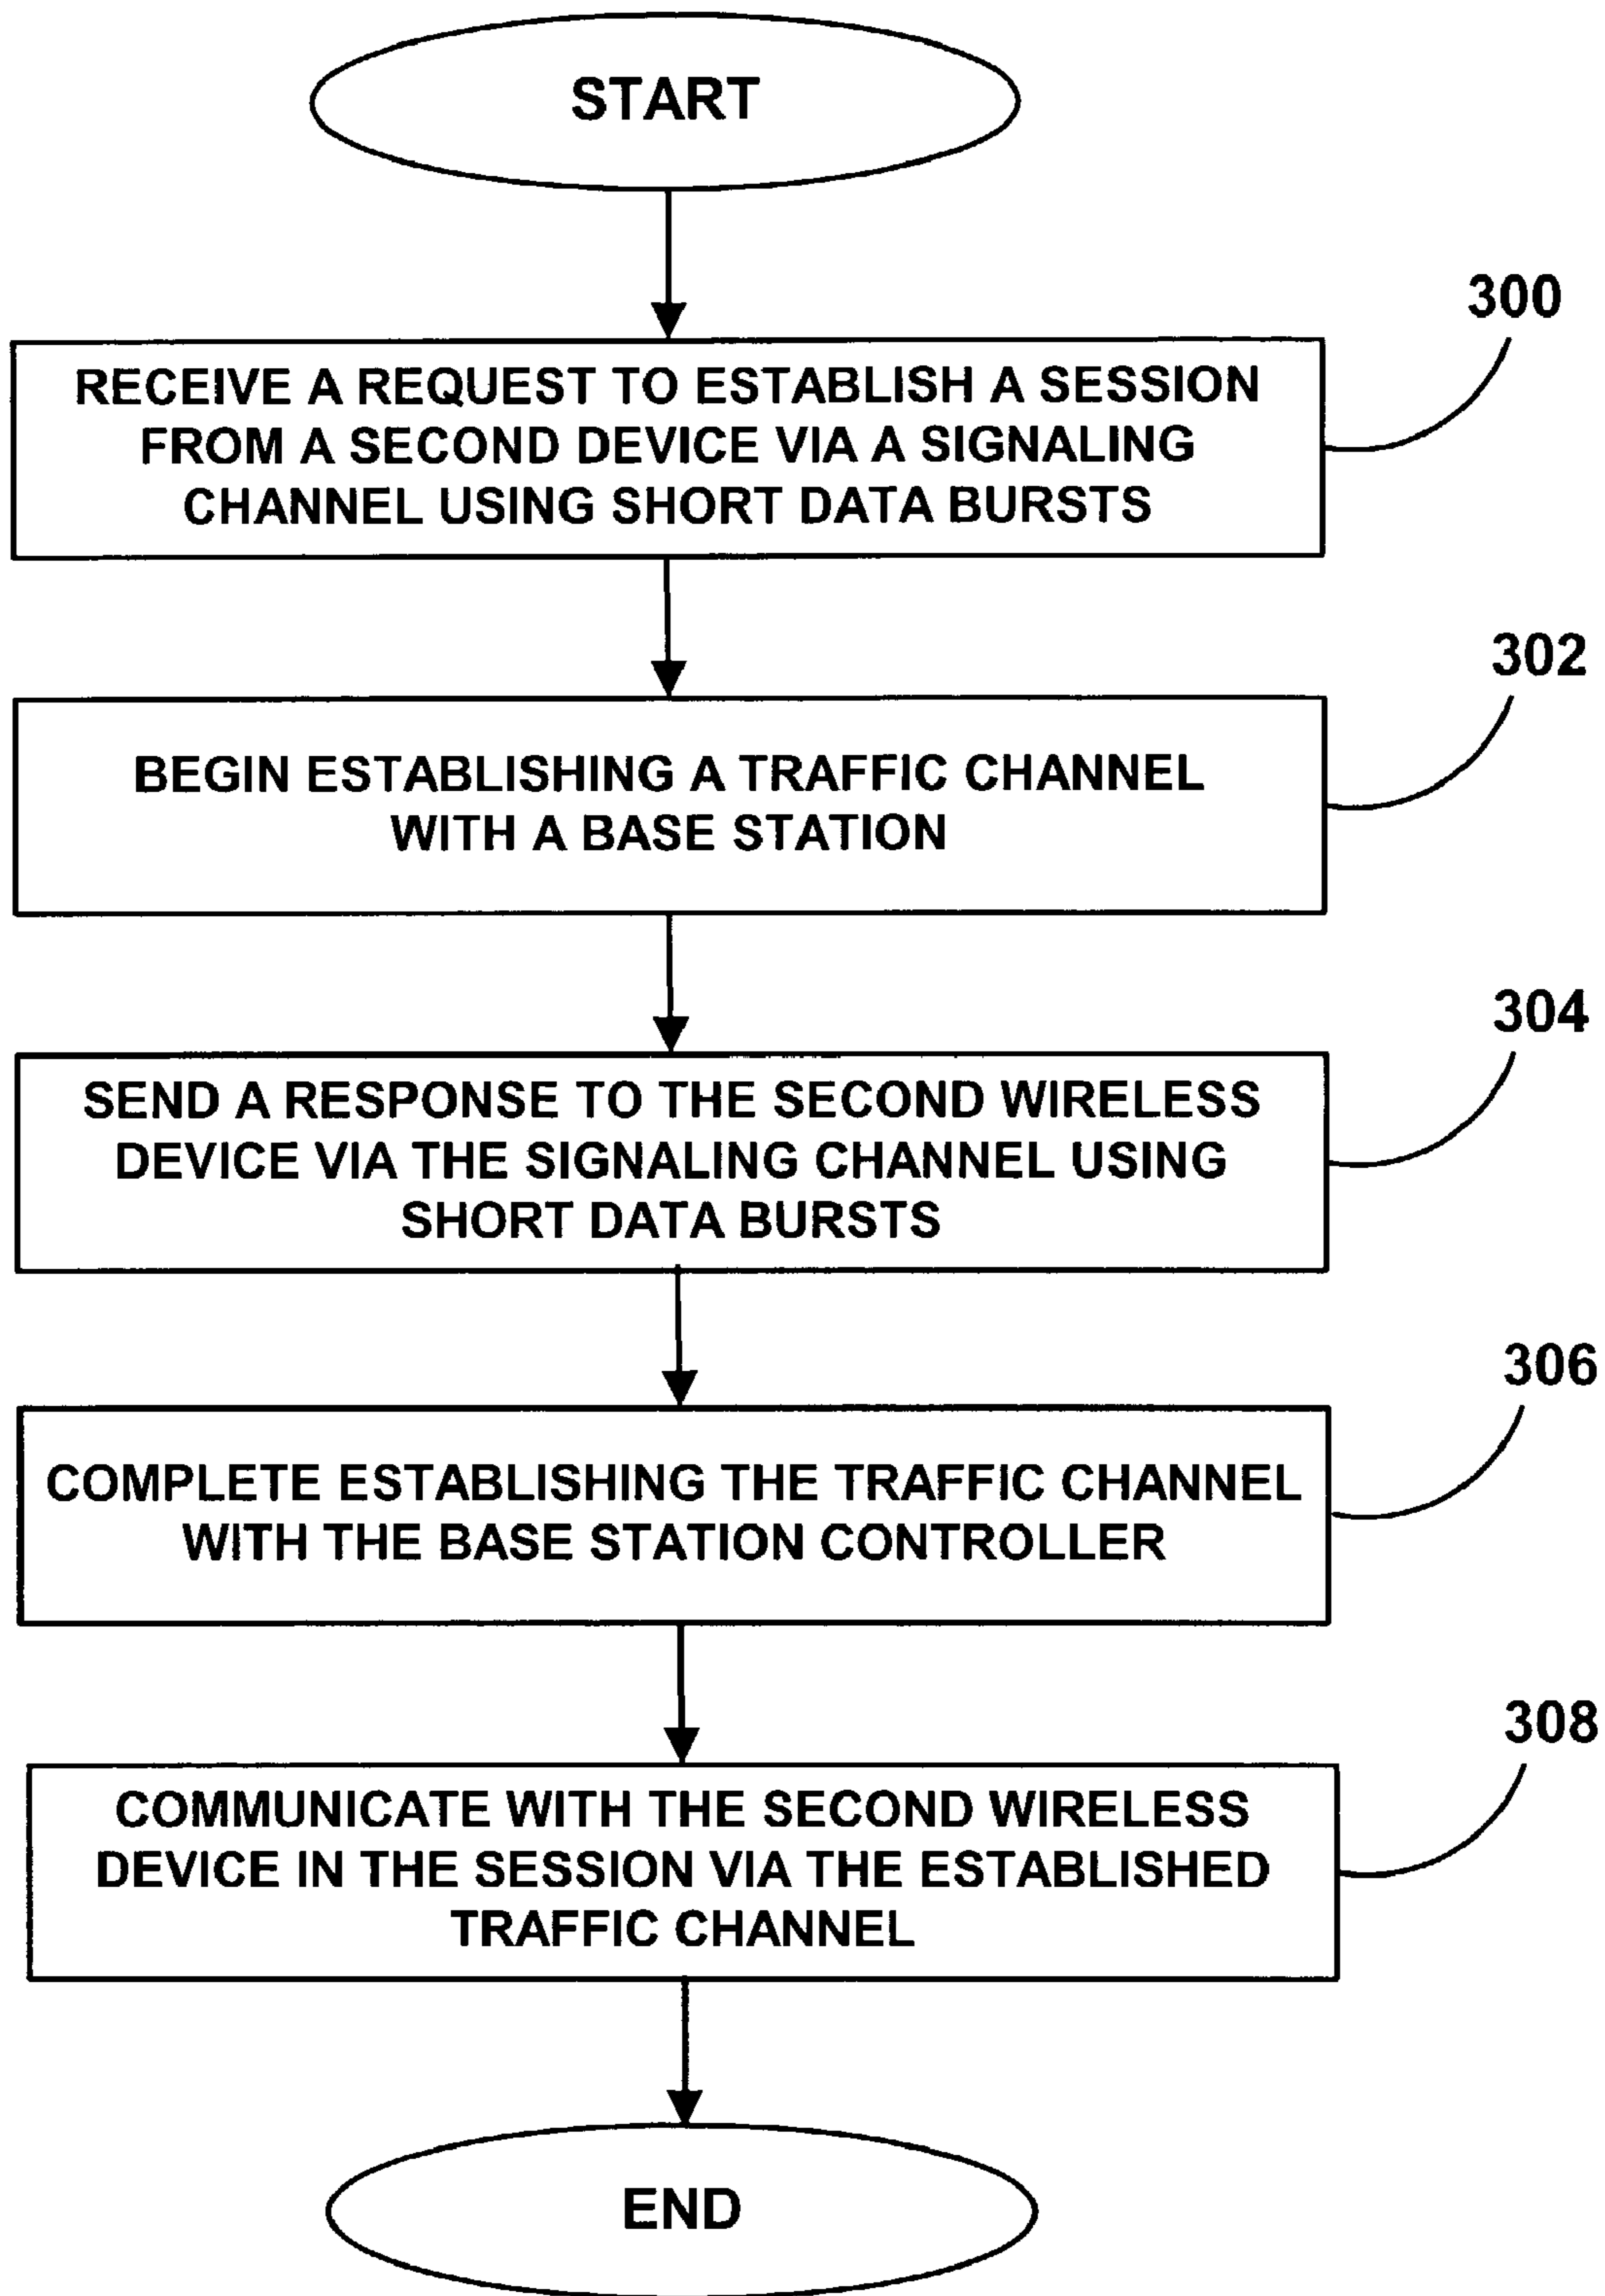 START
300
RECEIVE A REQUEST TO ESTABLISH A SESSION
FROM A SECOND DEVICE VIA A SIGNALING
CHANNEL USING SHORT DATA BURSTS
302
BEGIN ESTABLISHING A TRAFFIC CHANNEL
WITH A BASE STATION
304
SEND A RESPONSE TO THE SECOND WIRELESS
DEVICE VIA THE SIGNALING CHANNEL USING
SHORT DATA BURSTS
306
COMPLETE ESTABLISHING THE TRAFFIC CHANNEL
WITH THE BASE STATION CONTROLLER
308
COMMUNICATE WITH THE SECOND WIRELESS
DEVICE IN THE SESSION VIA THE ESTABLISHED
TRAFFIC CHANNEL
END